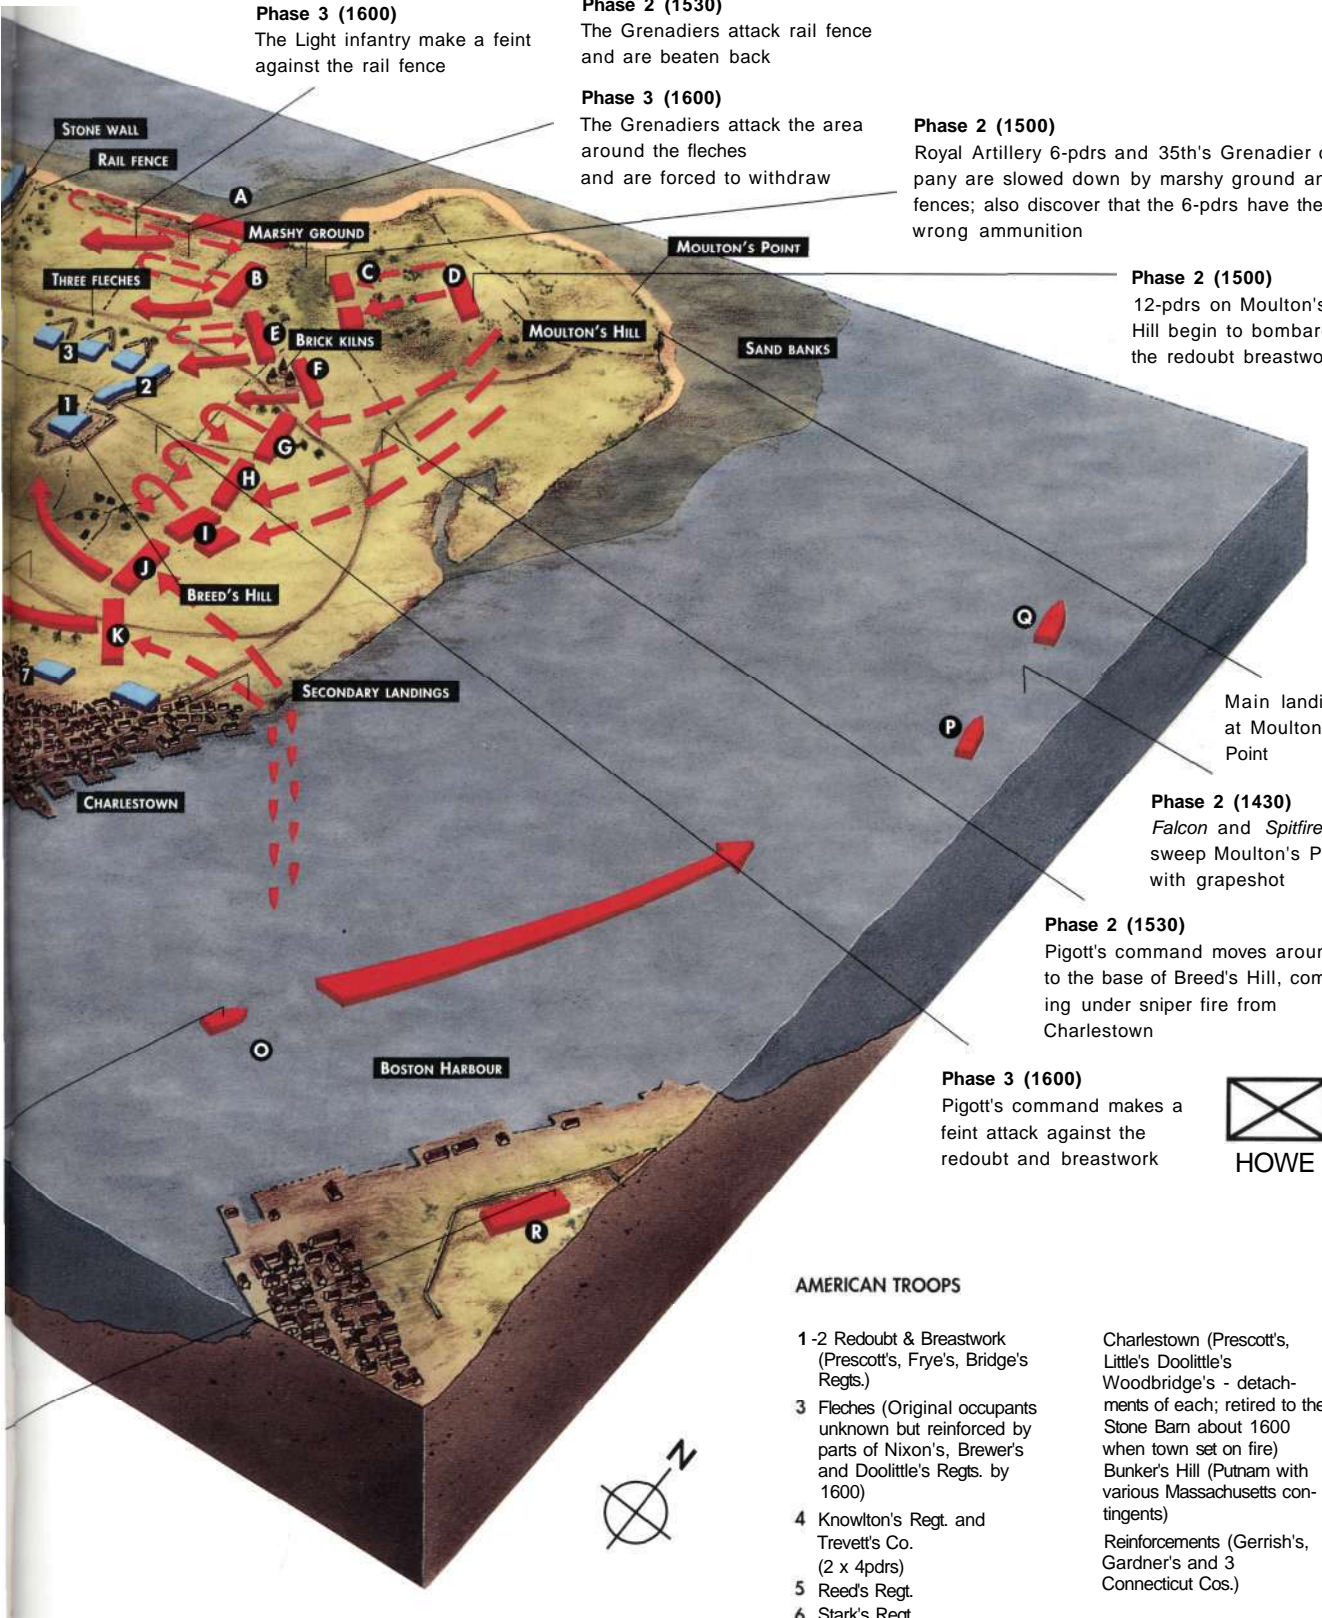 Phase 3 (1600)
The Light infantry make a feint
against the rail fence
Phase 2 (1530)
The Grenadiers attack rail fence
and are beaten back
Phase 3 (1600)
The Grenadiers attack the area
around the fleches
and are forced to withdraw
Phase 2 (1500)
Royal Artillery 6-pdrs and 35th's Grenadier
pany are slowed down by marshy ground
fences; also discover that the 6-pdrs have the
wrong ammunition
Phase 2 (1500)
12-pdrs on Moulton's
Hill begin to
the redoubt
STONE WALL
RAIL FENCE
A
MARSHY GROUND
MOULTON'S POINT
THREE FLECHES
B
C
D
E
BRICK KILNS
MOULTON'S HILL
SAND BANKS
3
2
F
1
G
H
I
J
BREED'S HILL
K
7
SECONDARY LANDINGS
CHARLESTOWN
Q
P
Main
at
Point
Phase 2 (1430)
Falcon and Spitfire
sweep Moulton's
with grapeshot
Phase 2 (1530)
Pigott's command moves
to the base of Breed's Hill, com
ing under sniper fire from
Charlestown
O
BOSTON HARBOUR
Phase 3 (1600)
Pigott's command makes a
feint attack against the
redoubt and breastwork
HOWE
R
N
AMERICAN TROOPS
1-2 Redoubt & Breastwork
(Prescott's, Frye's, Bridge's
Regts.)
3 Fleches (Original occupants
unknown but reinforced by
parts of Nixon's, Brewer's
and Doolittle's Regts. by
1600)
4 Knowlton's Regt. and
Trevett's Co.
(2 x 4pdrs)
5 Reed's Regt.
6 Stark's Regt.
Charlestown (Prescott's,
Little's Doolittle's
Woodbridge's - detach-
ments of each; retired to the
Stone Barn about 1600
when town set on fire)
Bunker's Hill (Putnam with
various Massachusetts con-
tingents)
Reinforcements (Gerrish's,
Gardner's and 3
Connecticut Cos.)